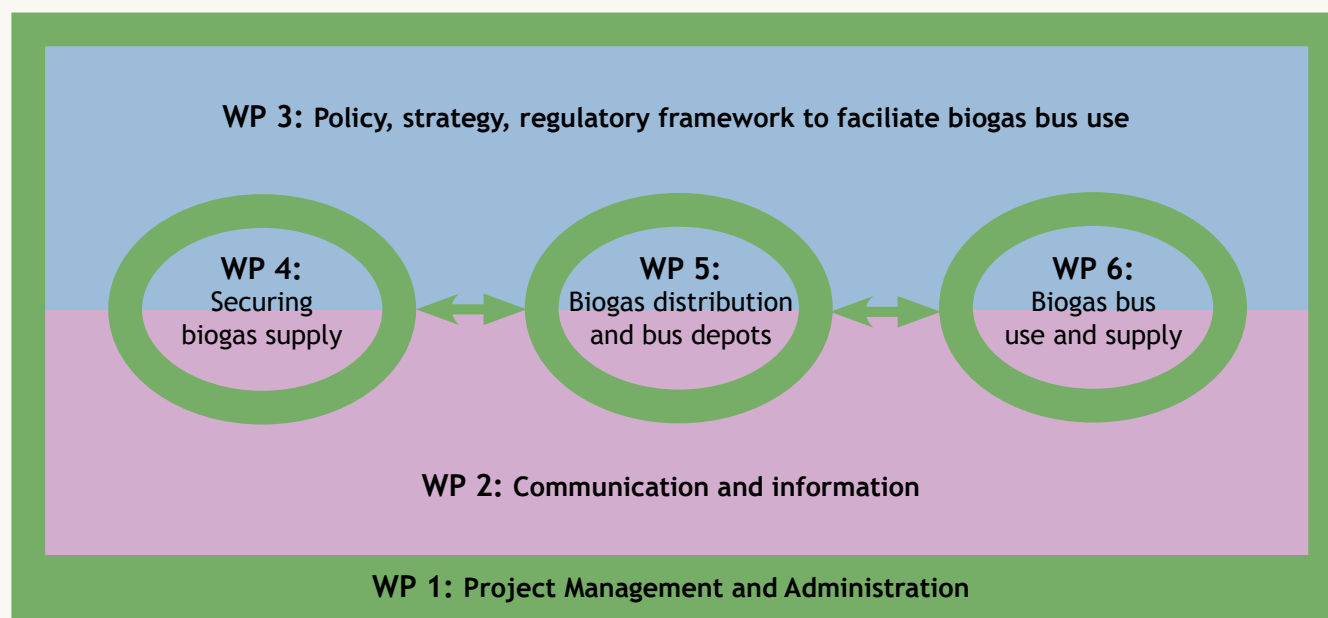 WP 3: Policy, strategy, regulatory framework to faciliate biogas bus use
WP 4:
Securing
biogas supply
WP 5:
Biogas distribution
and bus depots
WP 6:
Biogas bus
use and supply
WP 2: Communication and information
WP 1: Project Management and Administration